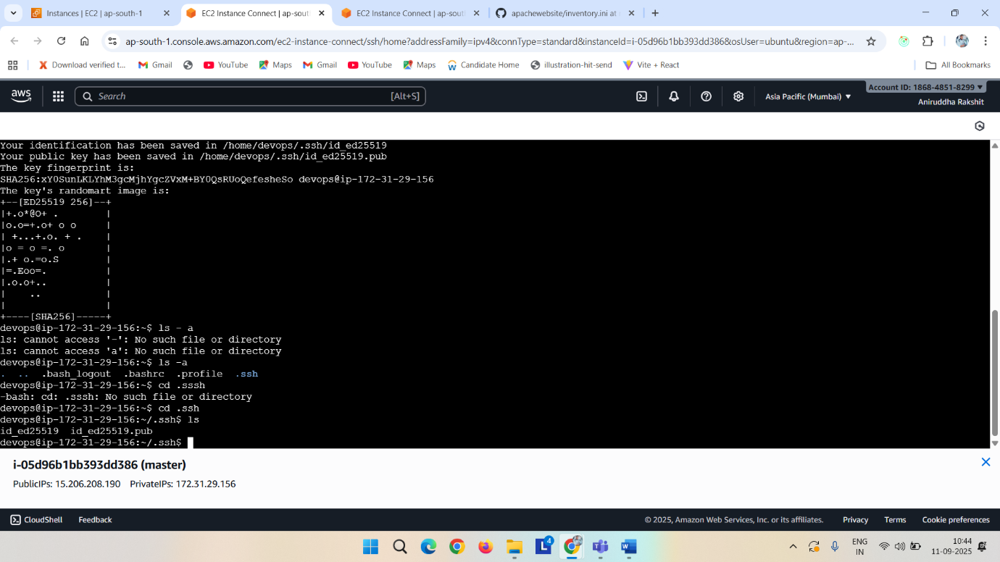 Instances | EC2 | ap-south-1
EC2 Instance Connect | ap-sout
EC2 Instance Connect | ap-sout
apachewebsite/inventory.ini at
ap-south-1.console.aws.amazon.com/ec2-instance-connect/ssh/home?addressFamily=ipv4&connType=standard&instanceId=i-05d96b1bb393dd386&osUser=ubuntu&region=ap-...
Download verified t...
Gmail
YouTube
Maps
Gmail
YouTube
Maps
Candidate Home
illustration-hit-send
Vite + React
All Bookmarks
aws
Search
[Alt+S]
Asia Pacific (Mumbai)
Account ID: 1868-4851-8299
Aniruddha Rakshit
Your identification has been saved in /home/devops/.ssh/id_ed25519
Your public key has been saved in /home/devops/.ssh/id_ed25519.pub
The key fingerprint is:
SHA256:xY0SunLKLYhM3gcMjhYgcZVxM+BY0QsRUoQefesheSo devops@ip-172-31-29-156
The key's randomart image is:
+--[ED25519 256]--+
|+.o*@O+ .        |
|o.o=+.o+ o o     |
| +...+.o. + .    |
|o = o =. o       |
|.+ o.=o.S        |
|=.Eoo=.          |
|.o.o+..          |
|    ..           |
|                 |
+----[SHA256]-----+
devops@ip-172-31-29-156:~$ ls - a
ls: cannot access '-': No such file or directory
ls: cannot access 'a': No such file or directory
devops@ip-172-31-29-156:~$ ls -a
.  ..  .bash_logout  .bashrc  .profile  .ssh
devops@ip-172-31-29-156:~$ cd .sssh
-bash: cd: .sssh: No such file or directory
devops@ip-172-31-29-156:~$ cd .ssh
devops@ip-172-31-29-156:~/.ssh$ ls
id_ed25519  id_ed25519.pub
devops@ip-172-31-29-156:~/.ssh$
i-05d96b1bb393dd386 (master)
PublicIPs: 15.206.208.190 PrivateIPs: 172.31.29.156
CloudShell
Feedback
© 2025, Amazon Web Services, Inc. or its affiliates.
Privacy
Terms
Cookie preferences
L
4
W
ENG
IN
10:44
11-09-2025